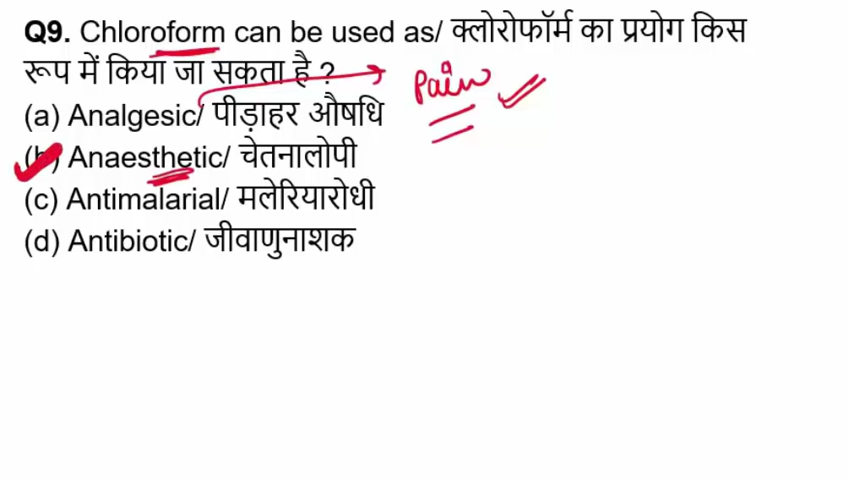 Q9. Chloroform can be used as/ क्लोरोफॉर्म का प्रयोग किस
रूप में किया जा सकता है ?
Pain
(a) Analgesic/ पीड़ाहर औषधि
(b) Anaesthetic/ चेतनालोपी
(c) Antimalarial/ मलेरियारोधी
(d) Antibiotic/ जीवाणुनाशक